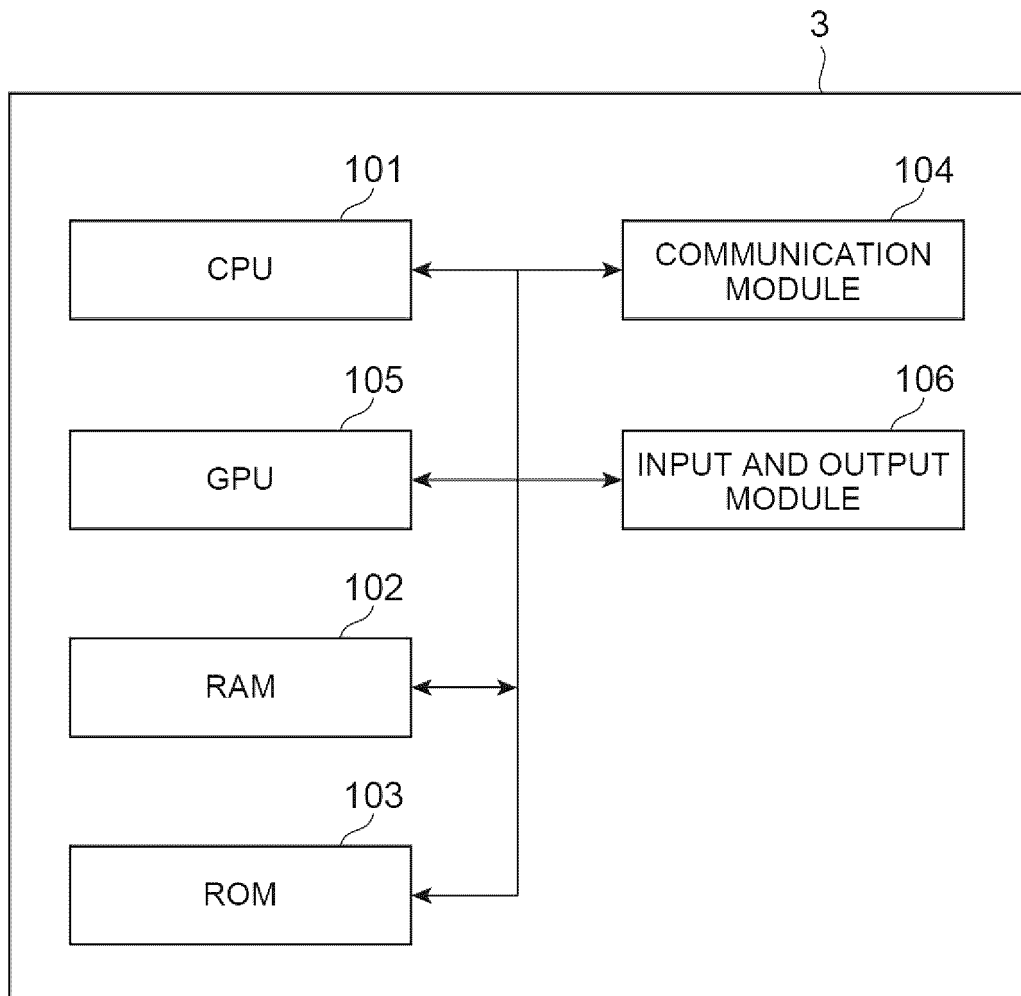 3
101
CPU
104
COMMUNICATION
MODULE
105
GPU
106
INPUT AND OUTPUT
MODULE
102
RAM
103
ROM